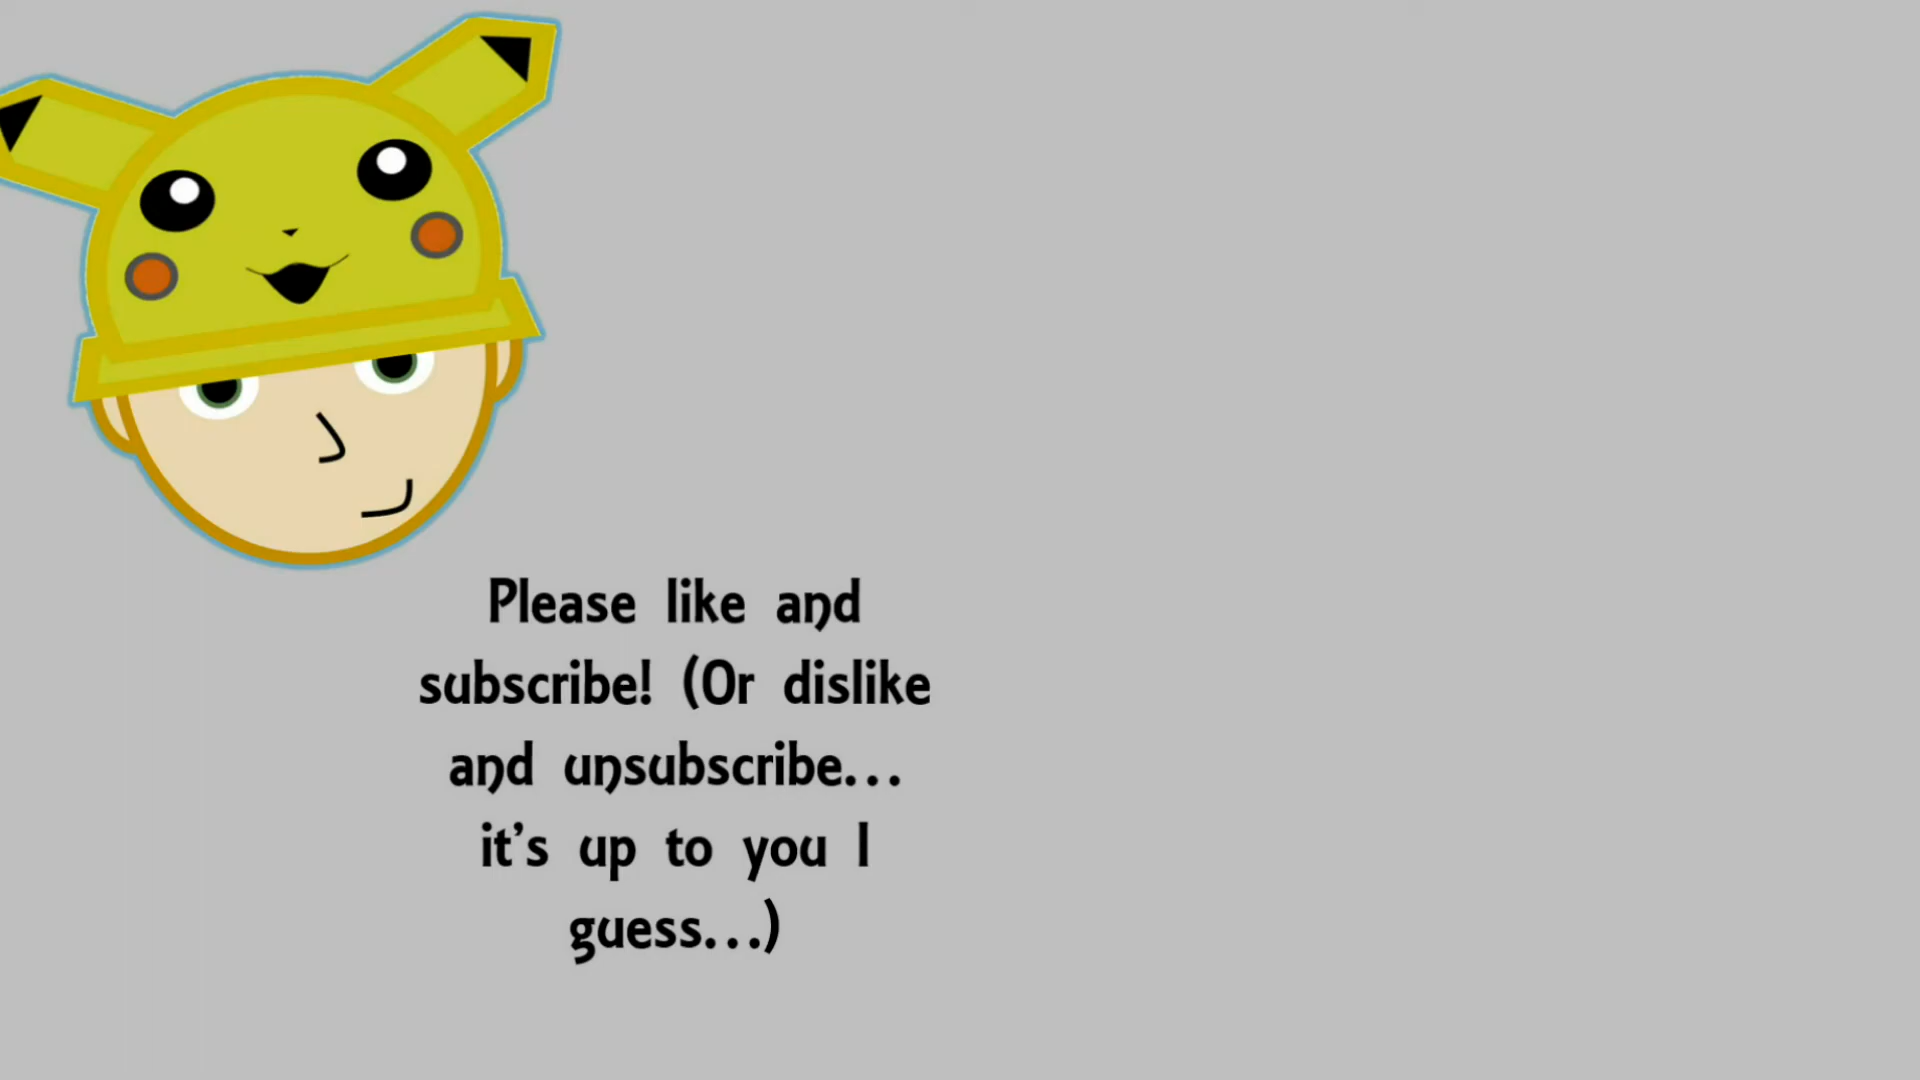 Please like and
subscribe! (Or dislike
and unsubscribe...
it's up to you I
guess...)